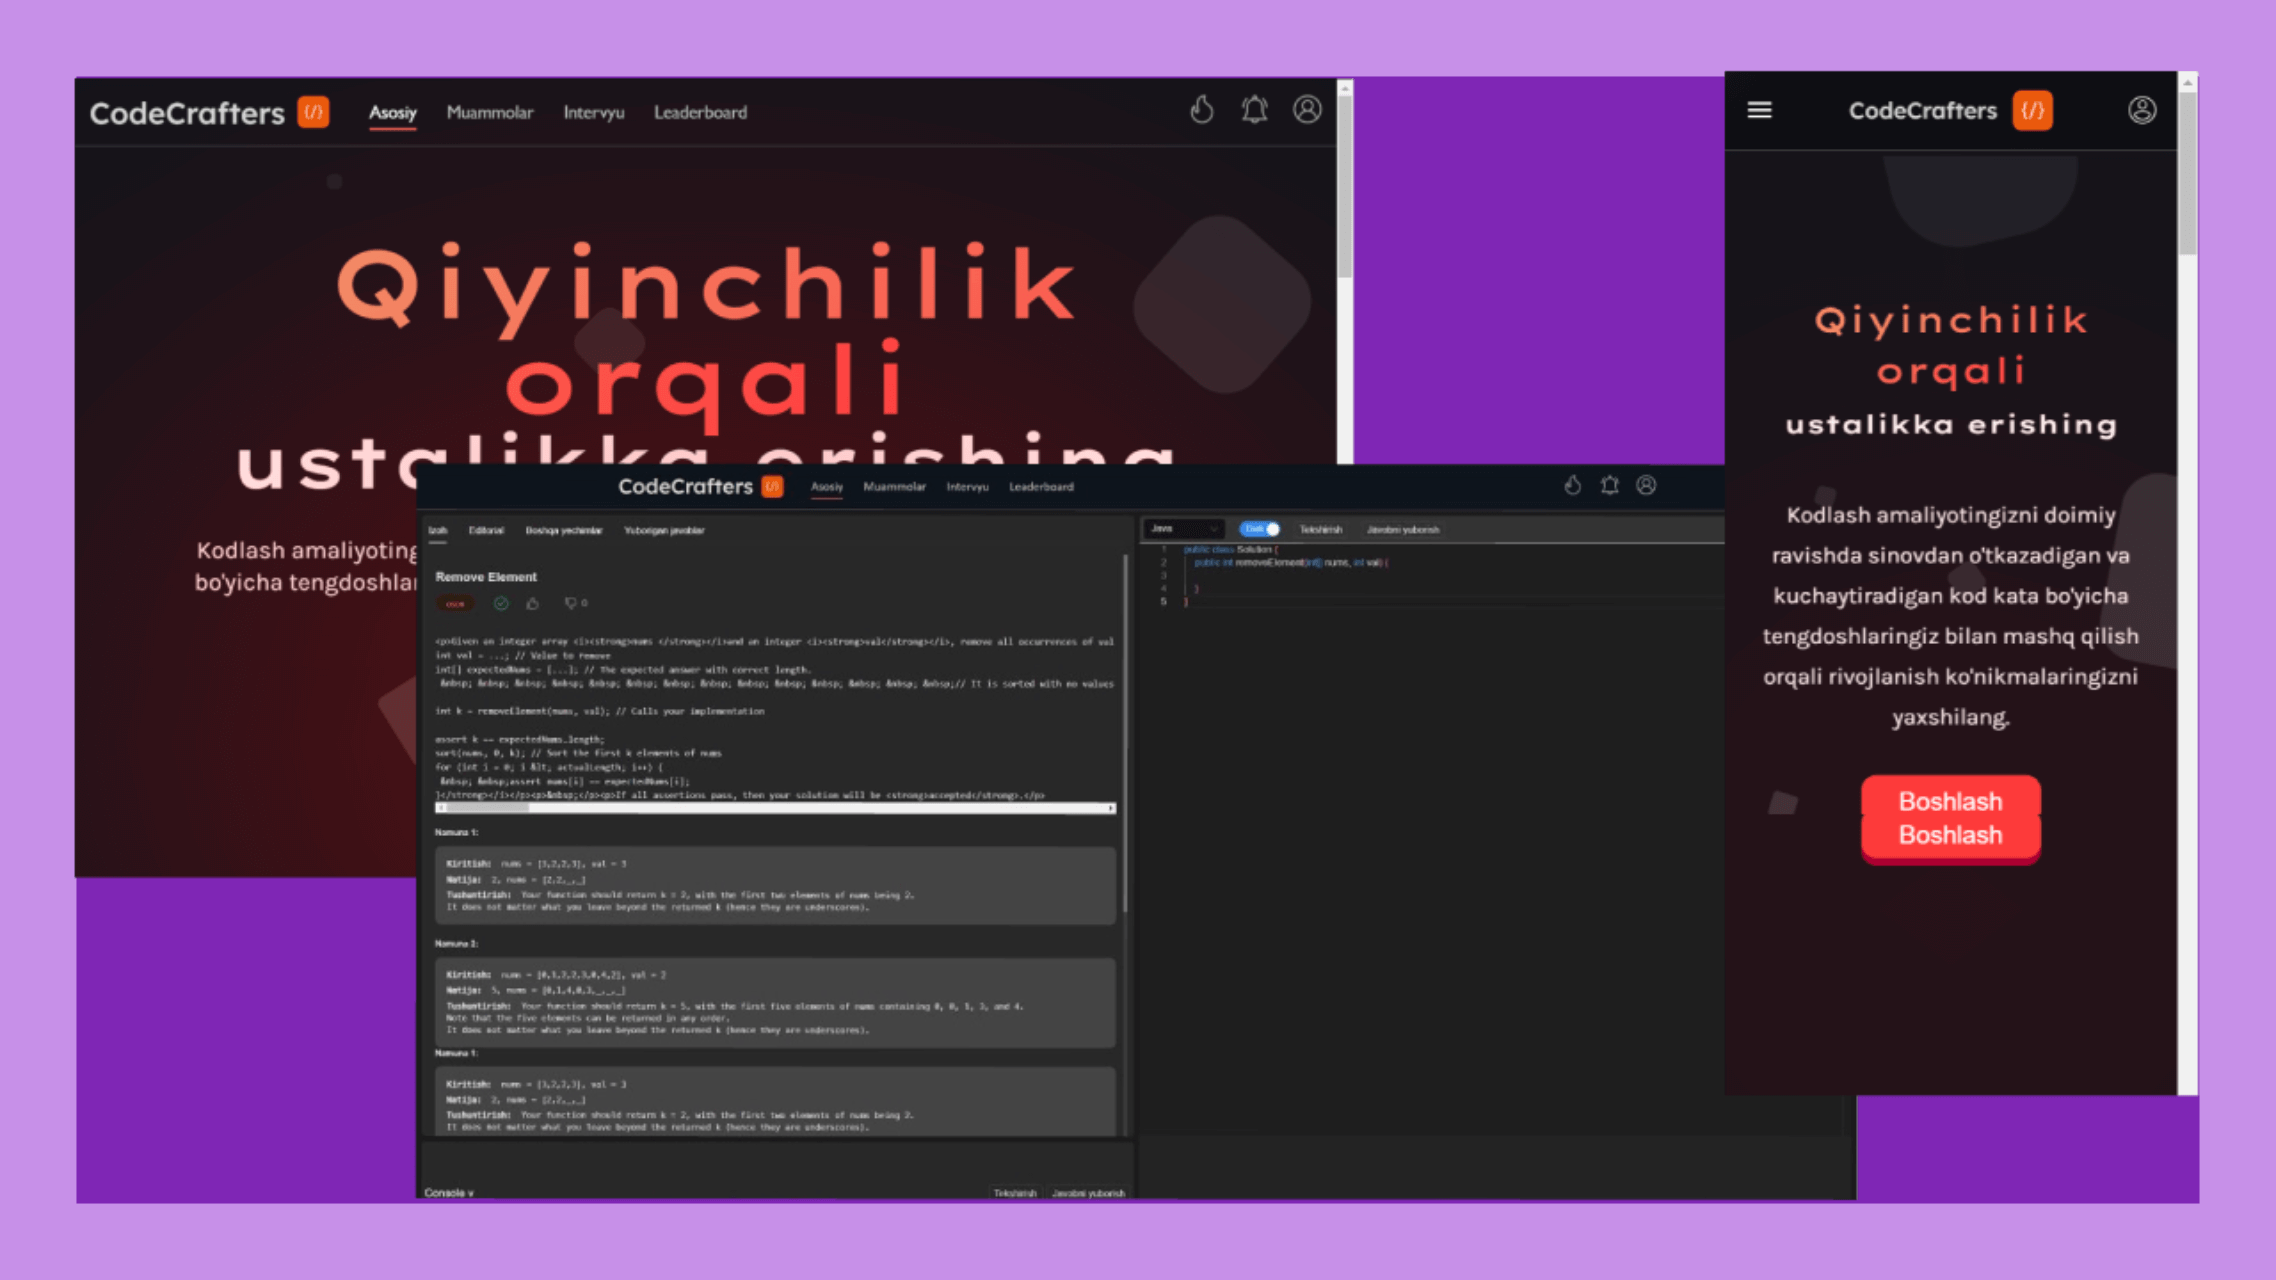 CodeCrafters {/} Asosiy Muammolar Intervyu Leaderboard
Qiyinchilik
orqali
ustalikka erishing
Kodlash amaliyoting
bo'yicha tengdoshlar
CodeCrafters {/} Asosiy Muammolar Intervyu Leaderboard
Izoh Editorial Boshqa yechimlar Yuborigan javoblar
Remove Element
oson 0
<p>Given an integer array <i><strong>nums </strong></i>and an integer <i><strong>val</strong></i>, remove all occurrences of val
int val = ...; // Value to remove
int[] expectedNums = [...]; // The expected answer with correct length.
&nbsp; &nbsp; &nbsp; &nbsp; &nbsp; &nbsp; &nbsp; &nbsp; &nbsp; &nbsp; &nbsp; &nbsp; &nbsp; &nbsp;// It is sorted with no values
int k = removeElement(nums, val); // Calls your implementation
assert k == expectedNums.length;
sort(nums, 0, k); // Sort the first k elements of nums
for (int i = 0; i &lt; actualLength; i++) {
&nbsp; &nbsp;assert nums[i] == expectedNums[i];
}</strong></i></p><p>&nbsp;</p><p>If all assertions pass, then your solution will be <strong>accepted</strong>.</p>
Namuna 1:
Kiritish: nums = [3,2,2,3], val = 3
Natija: 2, nums = [2,2,_,_]
Tushuntirish: Your function should return k = 2, with the first two elements of nums being 2.
It does not matter what you leave beyond the returned k (hence they are underscores).
Namuna 2:
Kiritish: nums = [0,1,2,2,3,0,4,2], val = 2
Natija: 5, nums = [0,1,4,0,3,_,_,_]
Tushuntirish: Your function should return k = 5, with the first five elements of nums containing 0, 0, 1, 3, and 4.
Note that the five elements can be returned in any order.
It does not matter what you leave beyond the returned k (hence they are underscores).
Namuna 1:
Kiritish: nums = [3,2,2,3], val = 3
Natija: 2, nums = [2,2,_,_]
Tushuntirish: Your function should return k = 2, with the first two elements of nums being 2.
It does not matter what you leave beyond the returned k (hence they are underscores).
Console v Tekshirish Javobni yuborish
Java Dark Tekshirish Javobni yuborish
1 public class Solution {
2 public int removeElement(int[] nums, int val) {
3
4 }
5 }
CodeCrafters {/}
Qiyinchilik
orqali
ustalikka erishing
Kodlash amaliyotingizni doimiy
ravishda sinovdan o'tkazadigan va
kuchaytiradigan kod kata bo'yicha
tengdoshlaringiz bilan mashq qilish
orqali rivojlanish ko'nikmalaringizni
yaxshilang.
Boshlash
Boshlash